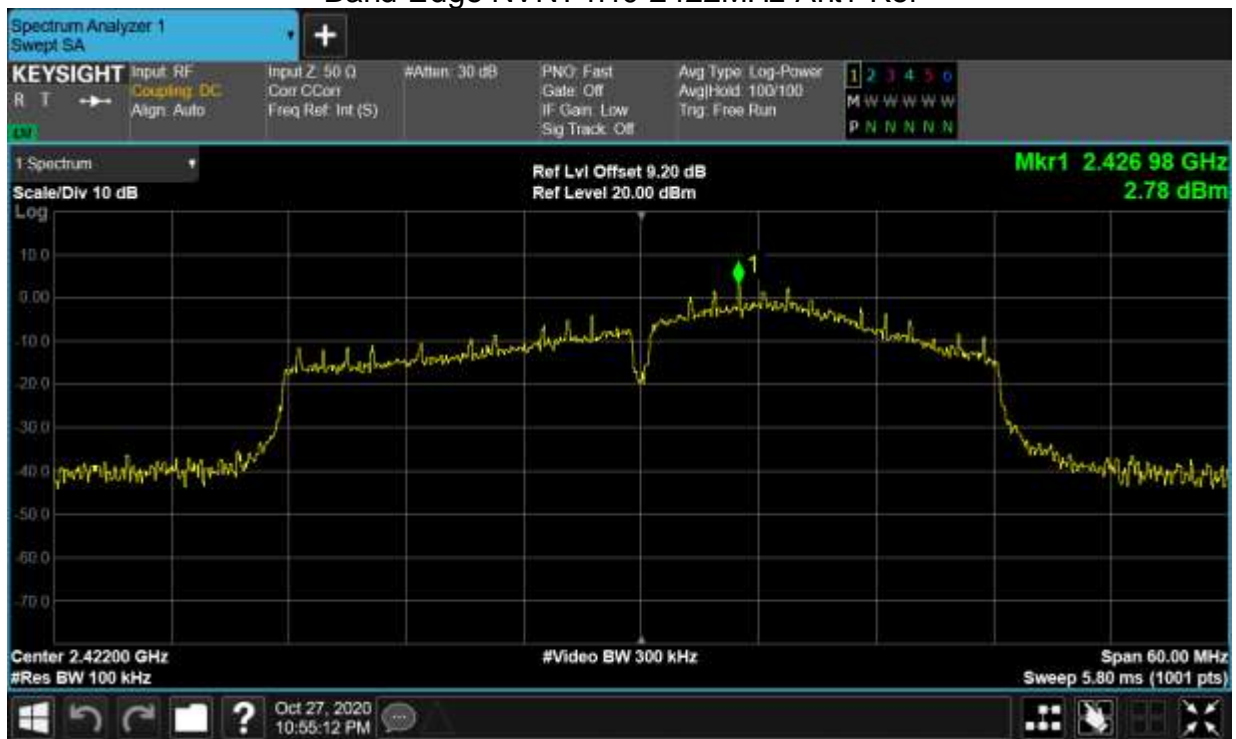 Spectrum Analyzer 1
Swept SA
+
KEYSIGHT
R T
Input: RF
Coupling: DC
Align: Auto
Input Z: 50 Ω
Corr CCorr
Freq Ref: Int (S)
#Atten: 30 dB
PNO: Fast
Gate: Off
IF Gain: Low
Sig Track: Off
Avg Type: Log-Power
Avg|Hold: 100/100
Trig: Free Run
1 2 3 4 5 6
M W W W W W
P N N N N N
1 Spectrum
Scale/Div 10 dB
Log
Ref Lvl Offset 9.20 dB
Ref Level 20.00 dBm
Mkr1 2.426 98 GHz
2.78 dBm
1
10.0
0.00
-10.0
-20.0
-30.0
-40.0
-50.0
-60.0
-70.0
Center 2.42200 GHz
#Res BW 100 kHz
#Video BW 300 kHz
Span 60.00 MHz
Sweep 5.80 ms (1001 pts)
?
Oct 27, 2020
10:55:12 PM